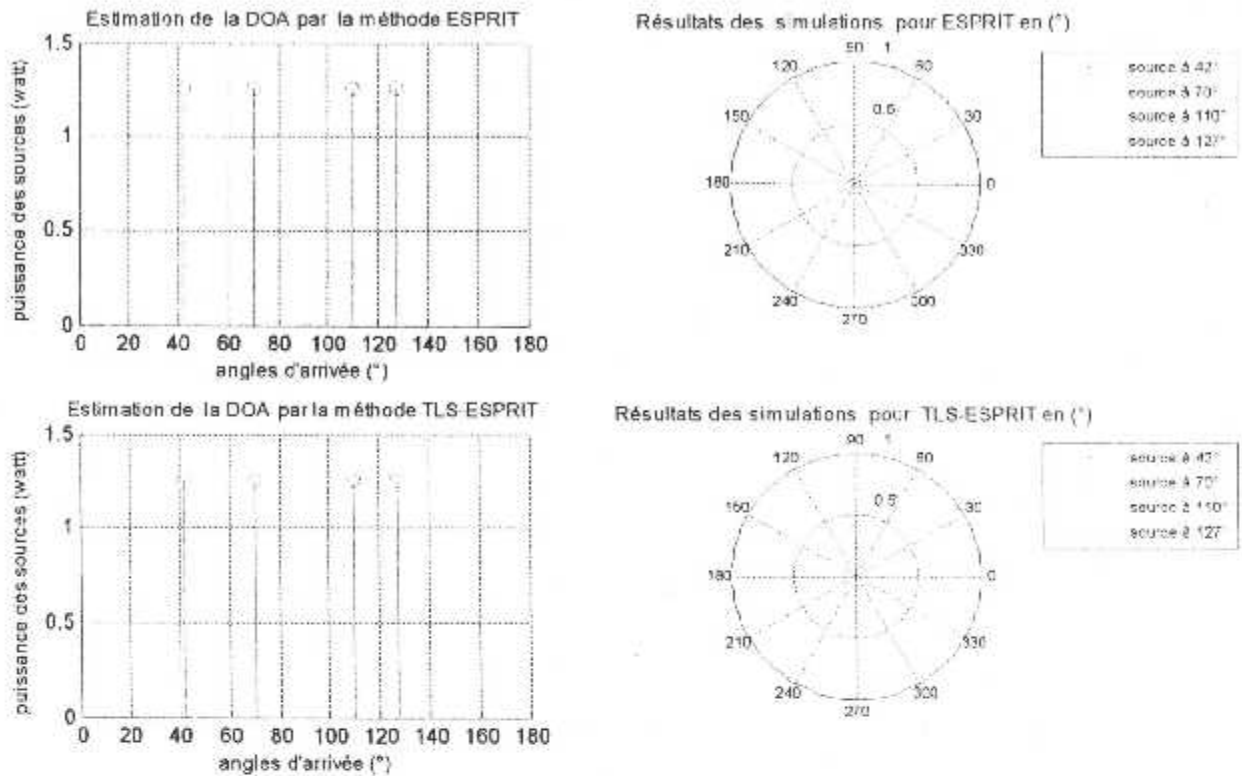 Estimation de la DOA par la méthode ESPRIT
puissance des sources (watt)
1.5
1
0.5
0
0 20 40 60 80 100 120 140 160 180
angles d'arrivée (°)
Résultats des simulations pour ESPRIT en (°)
90 1
120 60
0.5
150 30
180 0
210 330
240 300
270
source à 42°
source à 70°
source à 110°
source à 127°
Estimation de la DOA par la méthode TLS-ESPRIT
puissance des sources (watt)
1.5
1
0.5
0
0 20 40 60 80 100 120 140 160 180
angles d'arrivée (°)
Résultats des simulations pour TLS-ESPRIT en (°)
90 1
120 60
0.5
150 30
180 0
210 330
240 300
270
source à 42°
source à 70°
source à 110°
source à 127